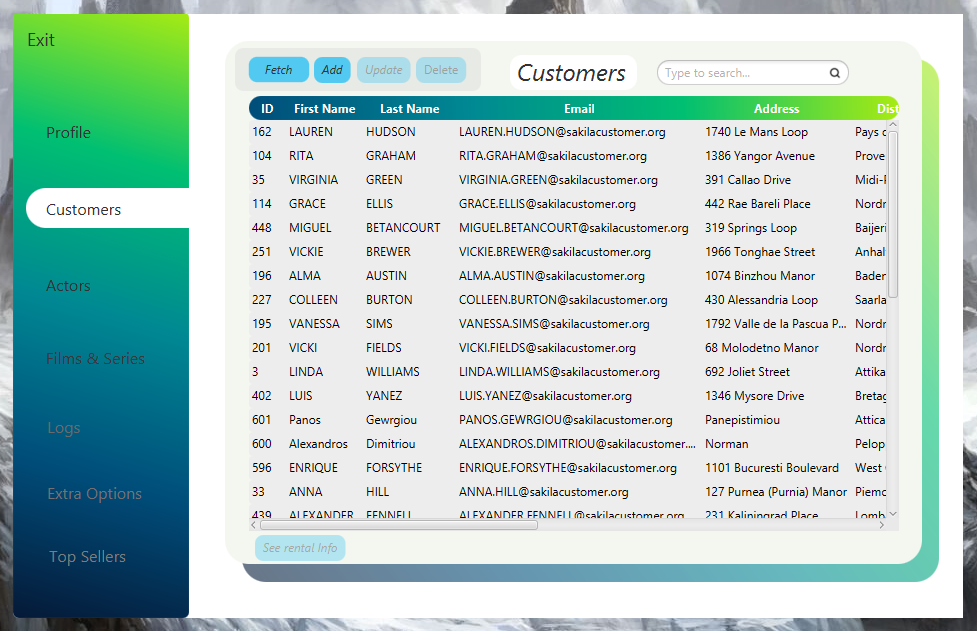 Exit
Profile
Customers
Actors
Films & Series
Logs
Extra Options
Top Sellers
Fetch Add Update Delete
Customers
Type to search...
ID First Name Last Name Email Address Dist
162 LAUREN HUDSON LAUREN.HUDSON@sakilacustomer.org 1740 Le Mans Loop Pays d
104 RITA GRAHAM RITA.GRAHAM@sakilacustomer.org 1386 Yangor Avenue Prove
35 VIRGINIA GREEN VIRGINIA.GREEN@sakilacustomer.org 391 Callao Drive Midi-P
114 GRACE ELLIS GRACE.ELLIS@sakilacustomer.org 442 Rae Bareli Place Nordr
448 MIGUEL BETANCOURT MIGUEL.BETANCOURT@sakilacustomer.org 319 Springs Loop Baijeri
251 VICKIE BREWER VICKIE.BREWER@sakilacustomer.org 1966 Tonghae Street Anhal
196 ALMA AUSTIN ALMA.AUSTIN@sakilacustomer.org 1074 Binzhou Manor Bader
227 COLLEEN BURTON COLLEEN.BURTON@sakilacustomer.org 430 Alessandria Loop Saarla
195 VANESSA SIMS VANESSA.SIMS@sakilacustomer.org 1792 Valle de la Pascua P... Nordr
201 VICKI FIELDS VICKI.FIELDS@sakilacustomer.org 68 Molodetno Manor Nordr
3 LINDA WILLIAMS LINDA.WILLIAMS@sakilacustomer.org 692 Joliet Street Attika
402 LUIS YANEZ LUIS.YANEZ@sakilacustomer.org 1346 Mysore Drive Bretag
601 Panos Gewrgiou PANOS.GEWRGIOU@sakilacustomer.org Panepistimiou Attica
600 Alexandros Dimitriou ALEXANDROS.DIMITRIOU@sakilacustomer.... Norman Pelop
596 ENRIQUE FORSYTHE ENRIQUE.FORSYTHE@sakilacustomer.org 1101 Bucuresti Boulevard West
33 ANNA HILL ANNA.HILL@sakilacustomer.org 127 Purnea (Purnia) Manor Piemo
439 ALEXANDER FENNELL ALEXANDER.FENNELL@sakilacustomer.org 231 Kaliningrad Place Lomb
See rental Info